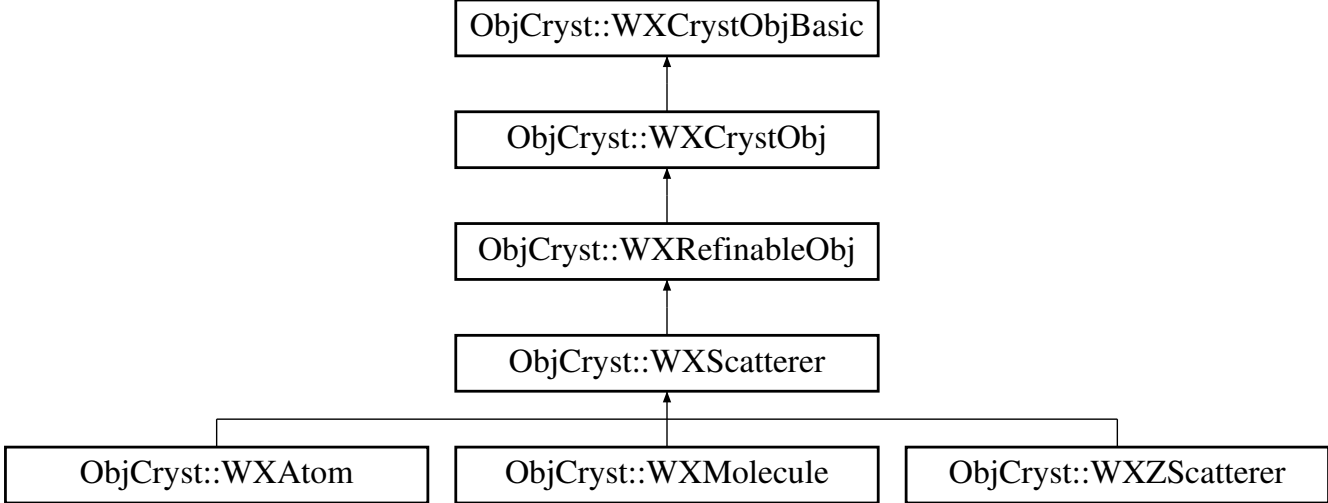 ObjCryst::WXCrystObjBasic
ObjCryst::WXCrystObj
ObjCryst::WXRefinableObj
ObjCryst::WXScatterer
ObjCryst::WXAtom
ObjCryst::WXMolecule
ObjCryst::WXZScatterer